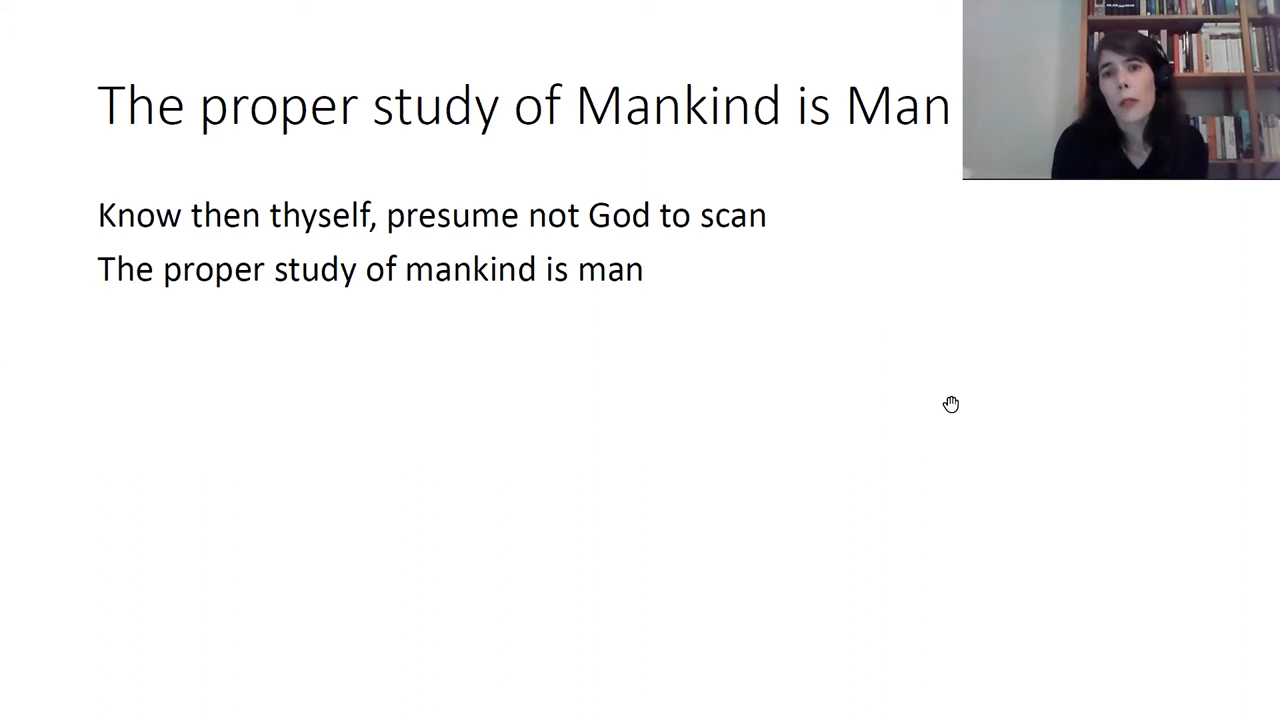 The proper study of Mankind is Man
Know then thyself, presume not God to scan
The proper study of mankind is man